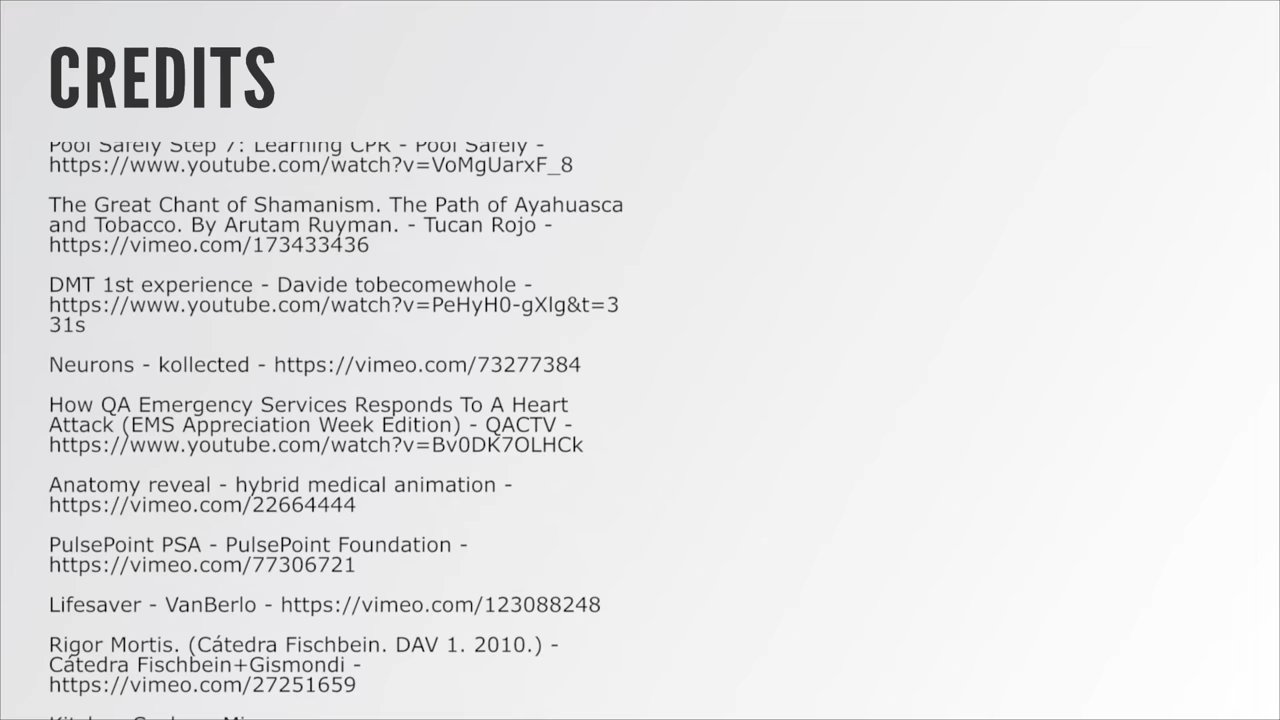 CREDITS
Pool Safely Step 7: Learning CPR - Pool Safely -
https://www.youtube.com/watch?v=VoMgUarxF_8
The Great Chant of Shamanism. The Path of Ayahuasca
and Tobacco. By Arutam Ruyman. - Tucan Rojo -
https://vimeo.com/173433436
DMT 1st experience - Davide tobecomewhole -
https://www.youtube.com/watch?v=PeHyH0-gXlg&t=3
31s
Neurons - kollected - https://vimeo.com/73277384
How QA Emergency Services Responds To A Heart
Attack (EMS Appreciation Week Edition) - QACTV -
https://www.youtube.com/watch?v=Bv0DK7OLHCk
Anatomy reveal - hybrid medical animation -
https://vimeo.com/22664444
PulsePoint PSA - PulsePoint Foundation -
https://vimeo.com/77306721
Lifesaver - VanBerlo - https://vimeo.com/123088248
Rigor Mortis. (Cátedra Fischbein. DAV 1. 2010.) -
Cátedra Fischbein+Gismondi -
https://vimeo.com/27251659